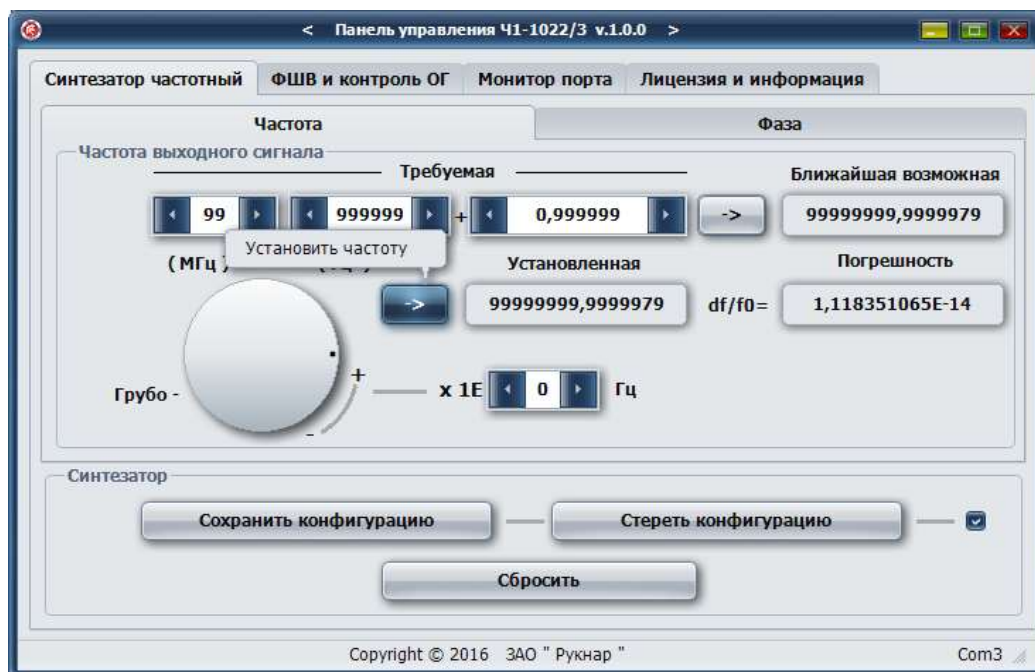 < Панель управления Ч1-1022/3 v.1.0.0 >
Синтезатор частотный ФШВ и контроль ОГ Монитор порта Лицензия и информация
Частота Фаза
Частота выходного сигнала
Требуемая Ближайшая возможная
99 999999 + 0,999999 -> 99999999,9999979
Установить частоту
(МГц) Установленная Погрешность
-> 99999999,9999979 df/f0= 1,118351065E-14
Грубо - + x 1E 0 Гц
-
Синтезатор
Сохранить конфигурацию Стереть конфигурацию
Сбросить
Copyright © 2016 ЗАО " Рукнар " Com3